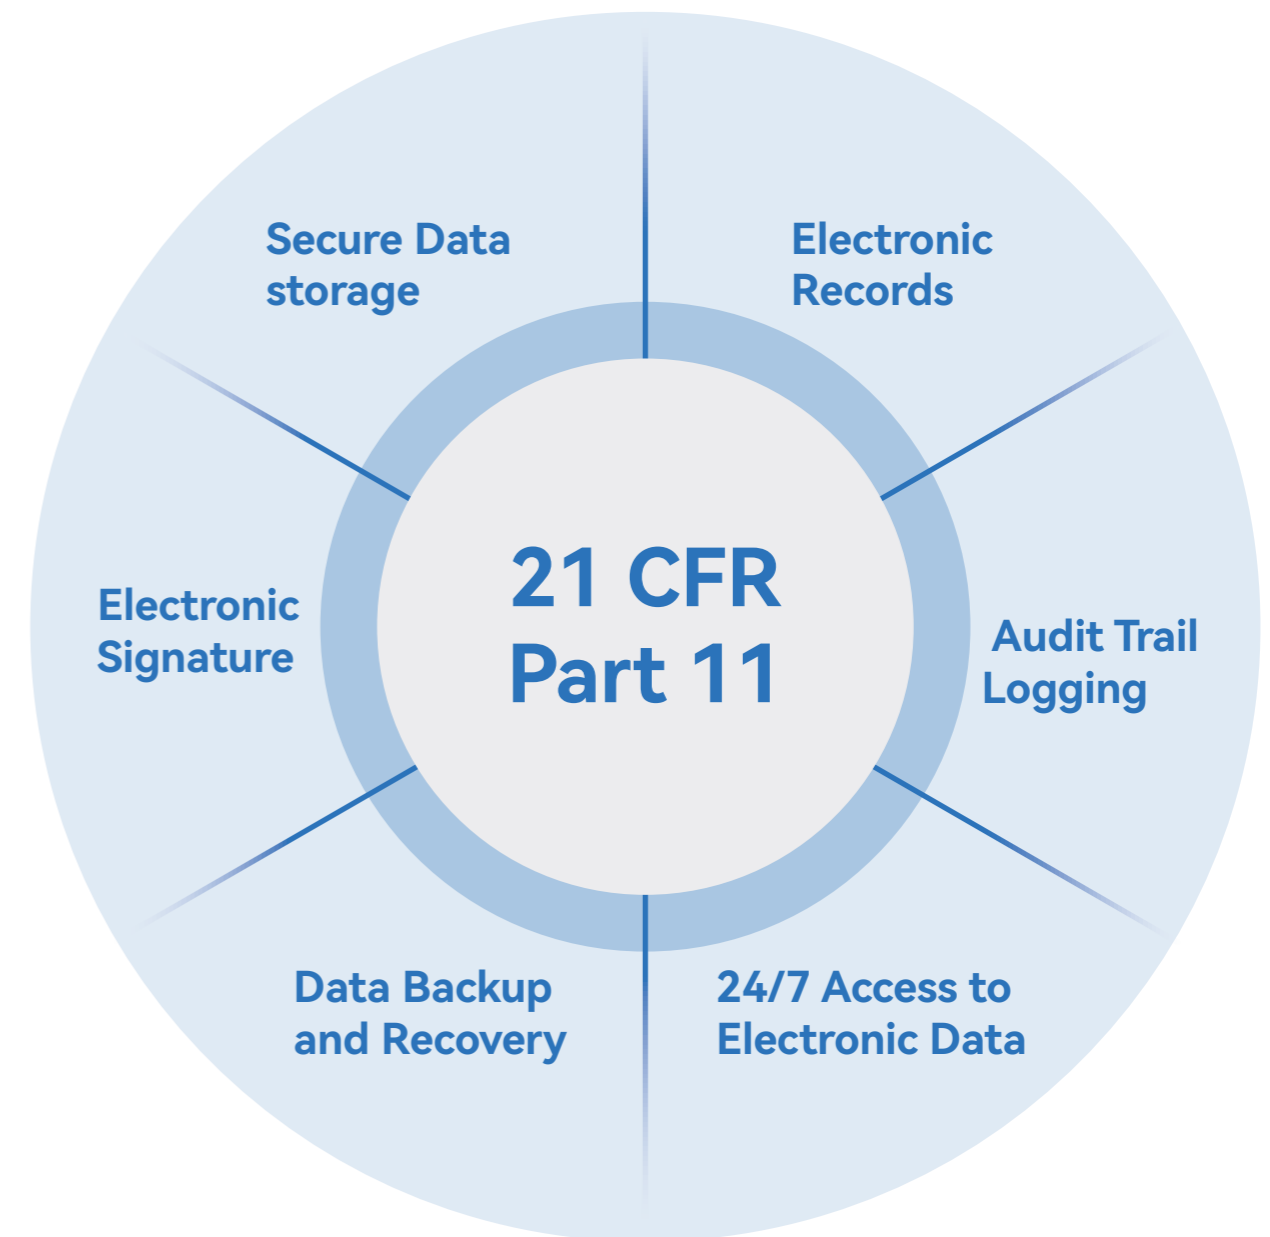 Secure Data
storage
Electronic
Records
Electronic
Signature
21 CFR
Part 11
Audit Trail
Logging
Data Backup
and Recovery
24/7 Access to
Electronic Data